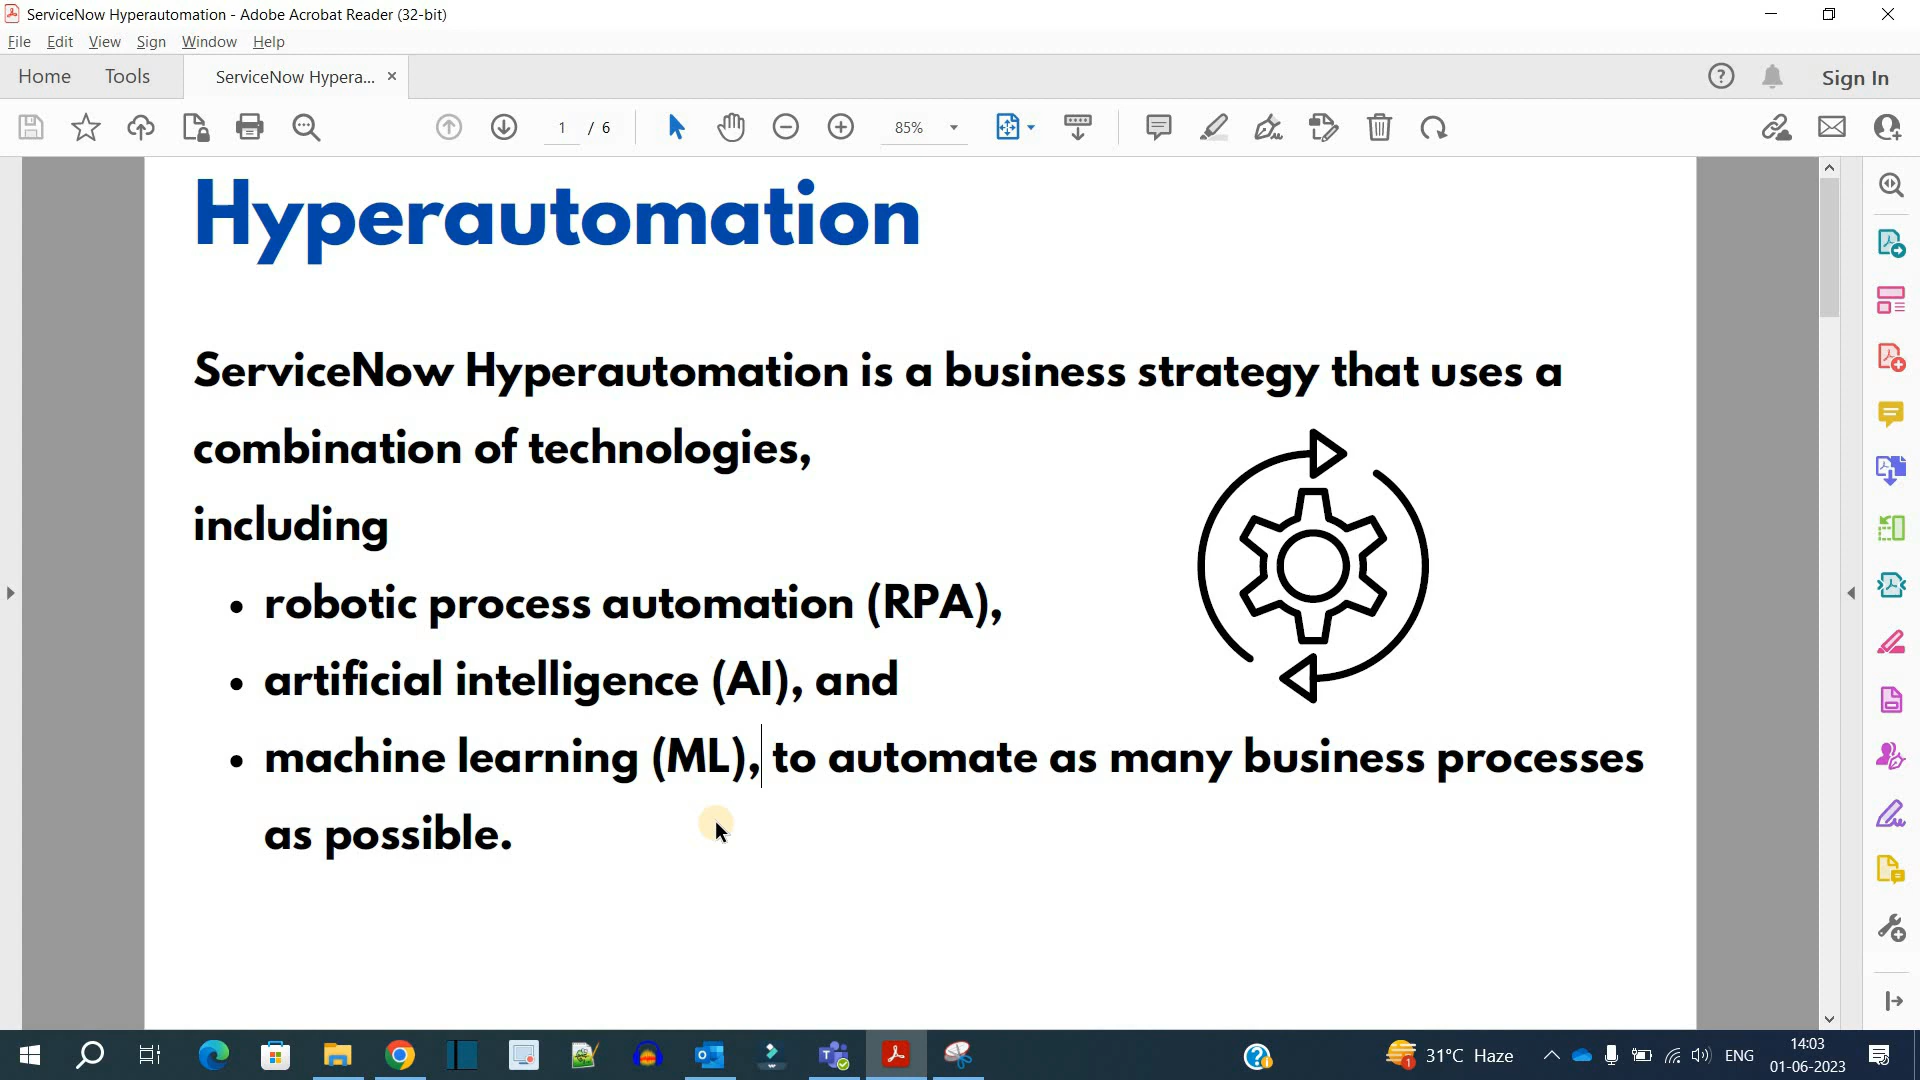 ServiceNow Hyperautomation - Adobe Acrobat Reader (32-bit)
File Edit View Sign Window Help
Home Tools ServiceNow Hypera... × Sign In
1 / 6 85%
Hyperautomation
ServiceNow Hyperautomation is a business strategy that uses a
combination of technologies,
including
• robotic process automation (RPA),
• artificial intelligence (AI), and
• machine learning (ML), to automate as many business processes
as possible.
1 31°C Haze ENG 14:03
01-06-2023